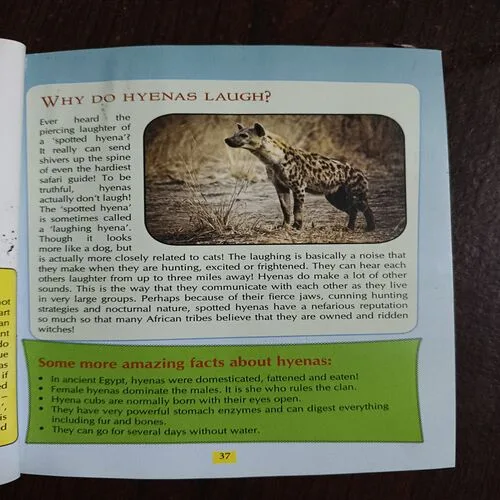 WHY DO HYENAS LAUGH?
Ever heard the
piercing laughter of
a 'spotted hyena'?
It really can send
shivers up the spine
of even the hardiest
safari guide! To be
truthful, hyenas
actually don't laugh!
The 'spotted hyena'
is sometimes called
a 'laughing hyena'.
Though it looks
more like a dog, but
is actually more closely related to cats! The laughing is basically a noise that
they make when they are hunting, excited or frightened. They can hear each
others laughter from up to three miles away! Hyenas do make a lot of other
sounds. This is the way that they communicate with each other as they live
in very large groups. Perhaps because of their fierce jaws, cunning hunting
strategies and nocturnal nature, spotted hyenas have a nefarious reputation
so much so that many African tribes believe that they are owned and ridden
witches!
Some more amazing facts about hyenas:
• In ancient Egypt, hyenas were domesticated, fattened and eaten!
• Female hyenas dominate the males. It is she who rules the clan.
• Hyena cubs are normally born with their eyes open.
• They have very powerful stomach enzymes and can digest everything
including fur and bones.
• They can go for several days without water.
37